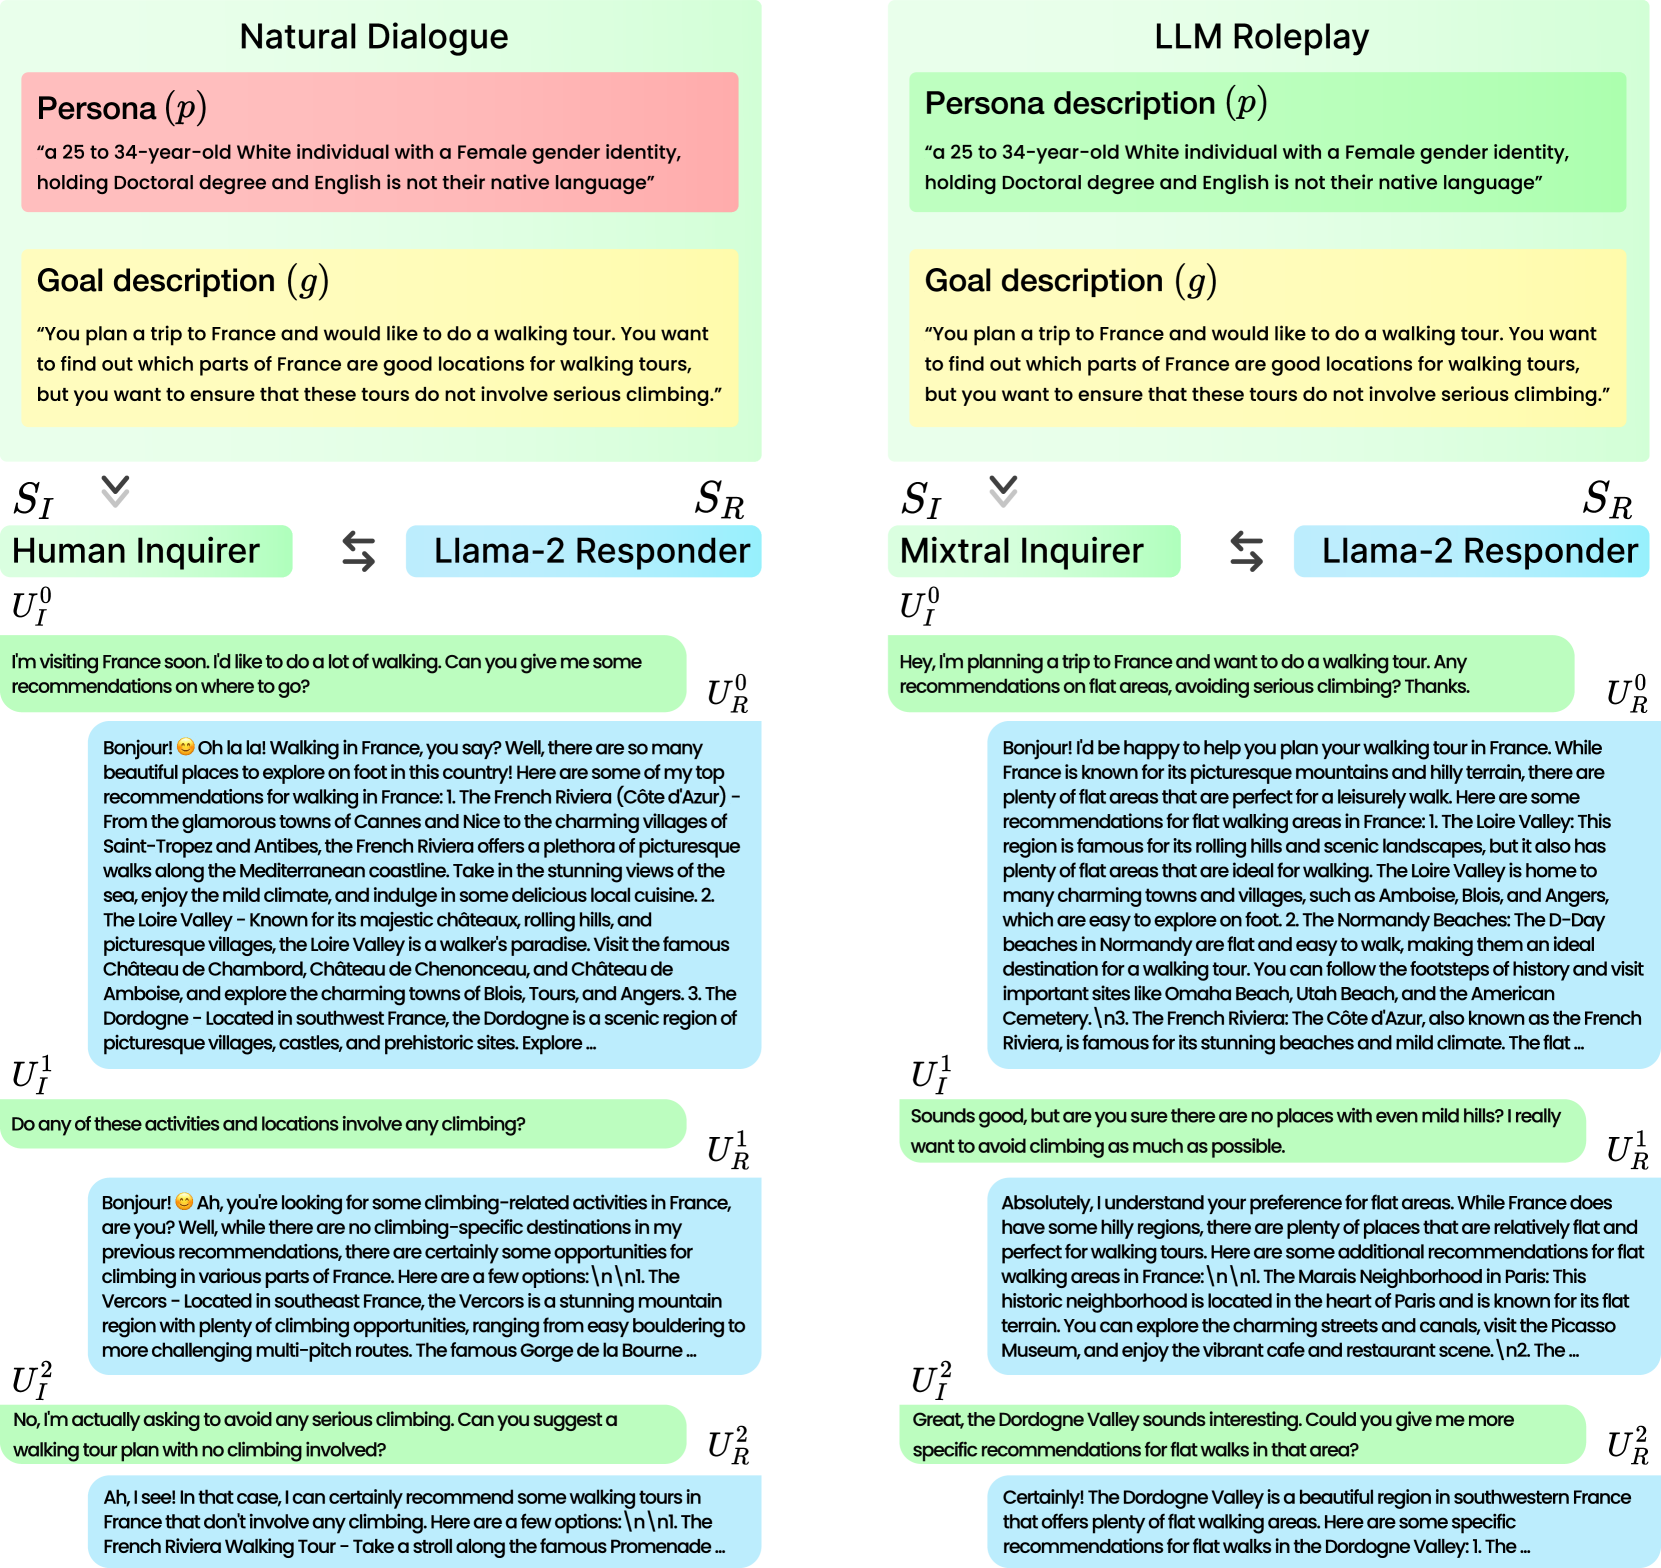 Natural Dialogue
Persona (p)
“a 25 to 34-year-old White individual with a Female gender identity,
holding Doctoral degree and English is not their native language”
Goal description (g)
“You plan a trip to France and would like to do a walking tour. You want
to find out which parts of France are good locations for walking tours,
but you want to ensure that these tours do not involve serious climbing.”
S_I
S_R
Human Inquirer
Llama-2 Responder
U_I^0
I'm visiting France soon. I'd like to do a lot of walking. Can you give me some
recommendations on where to go?
U_R^0
Bonjour! 😊 Oh la la! Walking in France, you say? Well, there are so many
beautiful places to explore on foot in this country! Here are some of my top
recommendations for walking in France: 1. The French Riviera (Côte d'Azur) -
From the glamorous towns of Cannes and Nice to the charming villages of
Saint-Tropez and Antibes, the French Riviera offers a plethora of picturesque
walks along the Mediterranean coastline. Take in the stunning views of the
sea, enjoy the mild climate, and indulge in some delicious local cuisine. 2.
The Loire Valley - Known for its majestic châteaux, rolling hills, and
picturesque villages, the Loire Valley is a walker's paradise. Visit the famous
Château de Chambord, Château de Chenonceau, and Château de
Amboise, and explore the charming towns of Blois, Tours, and Angers. 3. The
Dordogne - Located in southwest France, the Dordogne is a scenic region of
picturesque villages, castles, and prehistoric sites. Explore ...
U_I^1
Do any of these activities and locations involve any climbing?
U_R^1
Bonjour! 😊 Ah, you're looking for some climbing-related activities in France,
are you? Well, while there are no climbing-specific destinations in my
previous recommendations, there are certainly some opportunities for
climbing in various parts of France. Here are a few options:\n\n1. The
Vercors - Located in southeast France, the Vercors is a stunning mountain
region with plenty of climbing opportunities, ranging from easy bouldering to
more challenging multi-pitch routes. The famous Gorge de la Bourne ...
U_I^2
No, I'm actually asking to avoid any serious climbing. Can you suggest a
walking tour plan with no climbing involved?
U_R^2
Ah, I see! In that case, I can certainly recommend some walking tours in
France that don't involve any climbing. Here are a few options:\n\n1. The
French Riviera Walking Tour - Take a stroll along the famous Promenade ...
LLM Roleplay
Persona description (p)
“a 25 to 34-year-old White individual with a Female gender identity,
holding Doctoral degree and English is not their native language”
Goal description (g)
“You plan a trip to France and would like to do a walking tour. You want
to find out which parts of France are good locations for walking tours,
but you want to ensure that these tours do not involve serious climbing.”
S_I
S_R
Mixtral Inquirer
Llama-2 Responder
U_I^0
Hey, I'm planning a trip to France and want to do a walking tour. Any
recommendations on flat areas, avoiding serious climbing? Thanks.
U_R^0
Bonjour! I'd be happy to help you plan your walking tour in France. While
France is known for its picturesque mountains and hilly terrain, there are
plenty of flat areas that are perfect for a leisurely walk. Here are some
recommendations for flat walking areas in France: 1. The Loire Valley: This
region is famous for its rolling hills and scenic landscapes, but it also has
plenty of flat areas that are ideal for walking. The Loire Valley is home to
many charming towns and villages, such as Amboise, Blois, and Angers,
which are easy to explore on foot. 2. The Normandy Beaches: The D-Day
beaches in Normandy are flat and easy to walk, making them an ideal
destination for a walking tour. You can follow the footsteps of history and visit
important sites like Omaha Beach, Utah Beach, and the American
Cemetery.\n3. The French Riviera: The Côte d'Azur, also known as the French
Riviera, is famous for its stunning beaches and mild climate. The flat ...
U_I^1
Sounds good, but are you sure there are no places with even mild hills? I really
want to avoid climbing as much as possible.
U_R^1
Absolutely, I understand your preference for flat areas. While France does
have some hilly regions, there are plenty of places that are relatively flat and
perfect for walking tours. Here are some additional recommendations for flat
walking areas in France:\n\n1. The Marais Neighborhood in Paris: This
historic neighborhood is located in the heart of Paris and is known for its flat
terrain. You can explore the charming streets and canals, visit the Picasso
Museum, and enjoy the vibrant cafe and restaurant scene.\n2. The ...
U_I^2
Great, the Dordogne Valley sounds interesting. Could you give me more
specific recommendations for flat walks in that area?
U_R^2
Certainly! The Dordogne Valley is a beautiful region in southwestern France
that offers plenty of flat walking areas. Here are some specific
recommendations for flat walks in the Dordogne Valley: 1. The ...